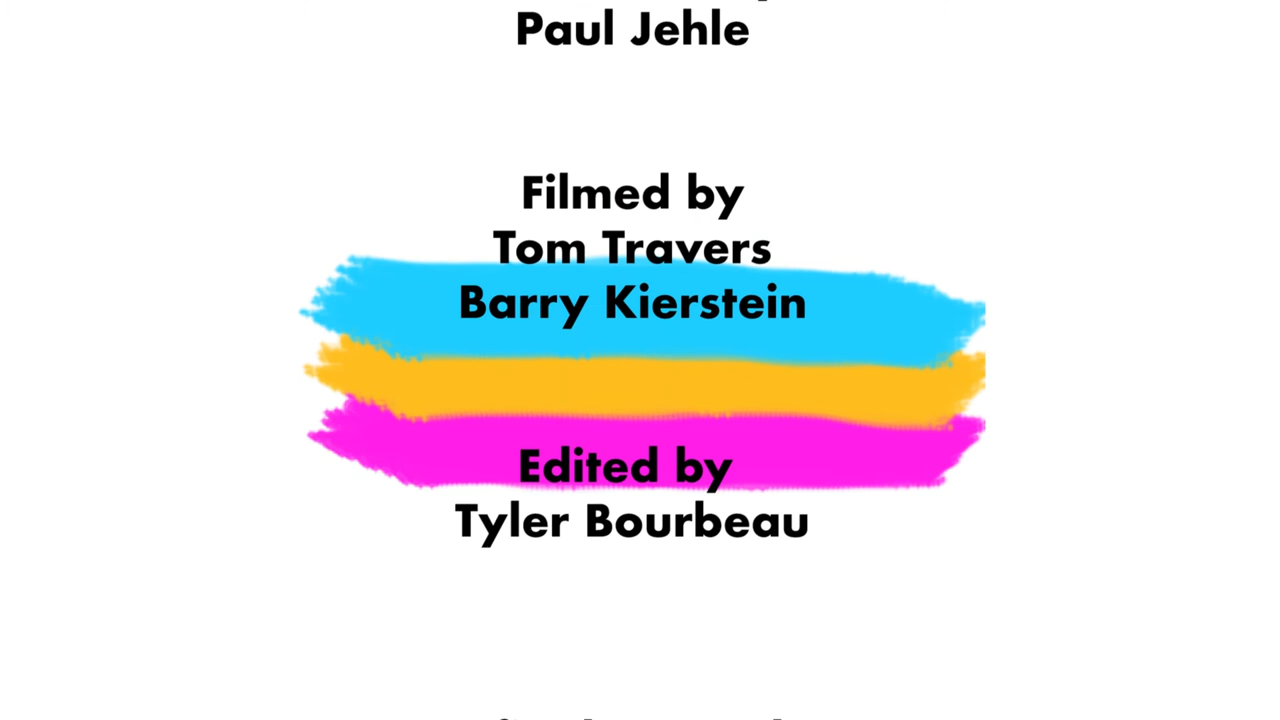 Paul Jehle
Filmed by
Tom Travers
Barry Kierstein
Edited by
Tyler Bourbeau